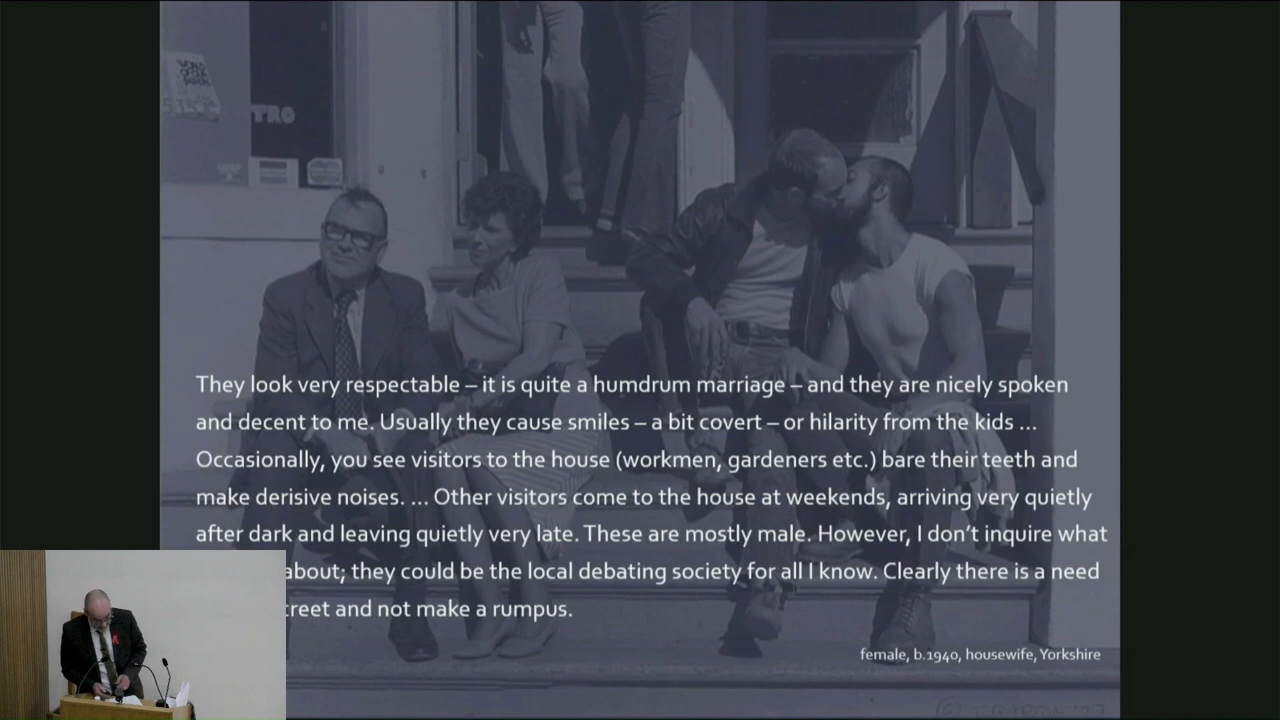 TRO
They look very respectable – it is quite a humdrum marriage – and they are nicely spoken
and decent to me. Usually they cause smiles – a bit covert – or hilarity from the kids ...
Occasionally, you see visitors to the house (workmen, gardeners etc.) bare their teeth and
make derisive noises. ... Other visitors come to the house at weekends, arriving very quietly
after dark and leaving quietly very late. These are mostly male. However, I don’t inquire what
about; they could be the local debating society for all I know. Clearly there is a need
and not make a rumpus.
female, b.1940, housewife, Yorkshire